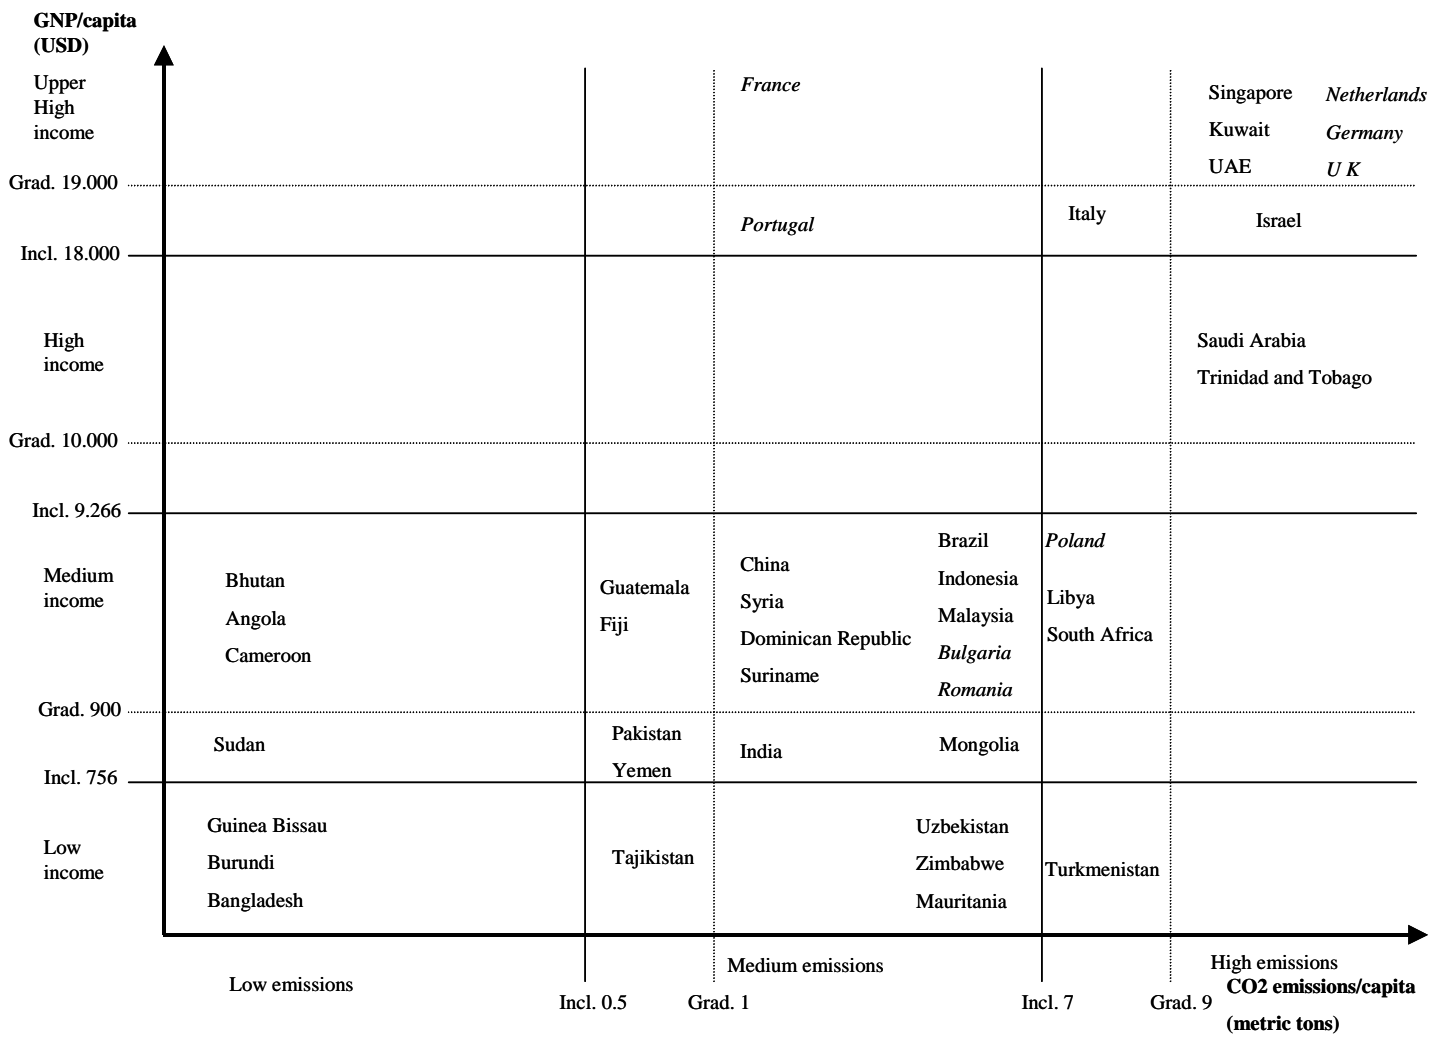 GNP/capita
(USD)
Upper
High
income
France
Singapore
Netherlands
Kuwait
Germany
UAE
U K
Grad. 19.000
Portugal
Italy
Israel
Incl. 18.000
High
income
Saudi Arabia
Trinidad and Tobago
Grad. 10.000
Incl. 9.266
Medium
income
Bhutan
Angola
Cameroon
Guatemala
Fiji
China
Syria
Dominican Republic
Suriname
Brazil
Indonesia
Malaysia
Bulgaria
Romania
Poland
Libya
South Africa
Grad. 900
Sudan
Pakistan
Yemen
India
Mongolia
Incl. 756
Low
income
Guinea Bissau
Burundi
Bangladesh
Tajikistan
Uzbekistan
Zimbabwe
Mauritania
Turkmenistan
Low emissions
Medium emissions
High emissions
Incl. 0.5
Grad. 1
Incl. 7
Grad. 9
CO2 emissions/capita
(metric tons)